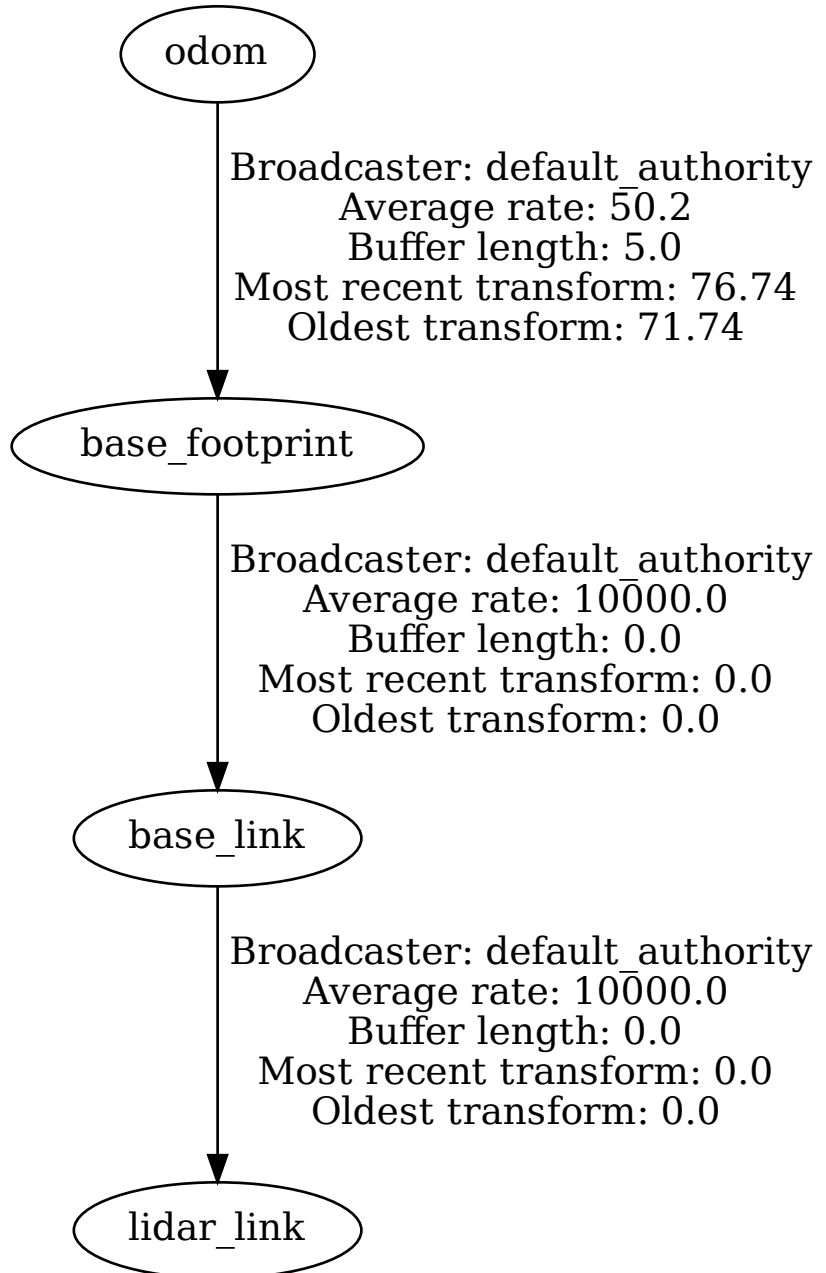 odom
Broadcaster: default_authority
Average rate: 50.2
Buffer length: 5.0
Most recent transform: 76.74
Oldest transform: 71.74
base_footprint
Broadcaster: default_authority
Average rate: 10000.0
Buffer length: 0.0
Most recent transform: 0.0
Oldest transform: 0.0
base_link
Broadcaster: default_authority
Average rate: 10000.0
Buffer length: 0.0
Most recent transform: 0.0
Oldest transform: 0.0
lidar_link